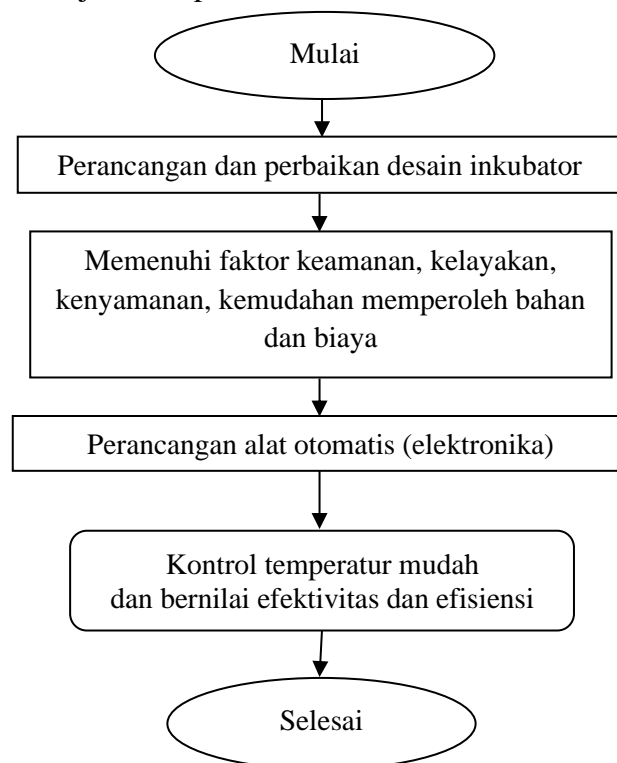 Mulai
Perancangan dan perbaikan desain inkubator
Memenuhi faktor keamanan, kelayakan,
kenyamanan, kemudahan memperoleh bahan
dan biaya
Perancangan alat otomatis (elektronika)
Kontrol temperatur mudah
dan bernilai efektivitas dan efisiensi
Selesai